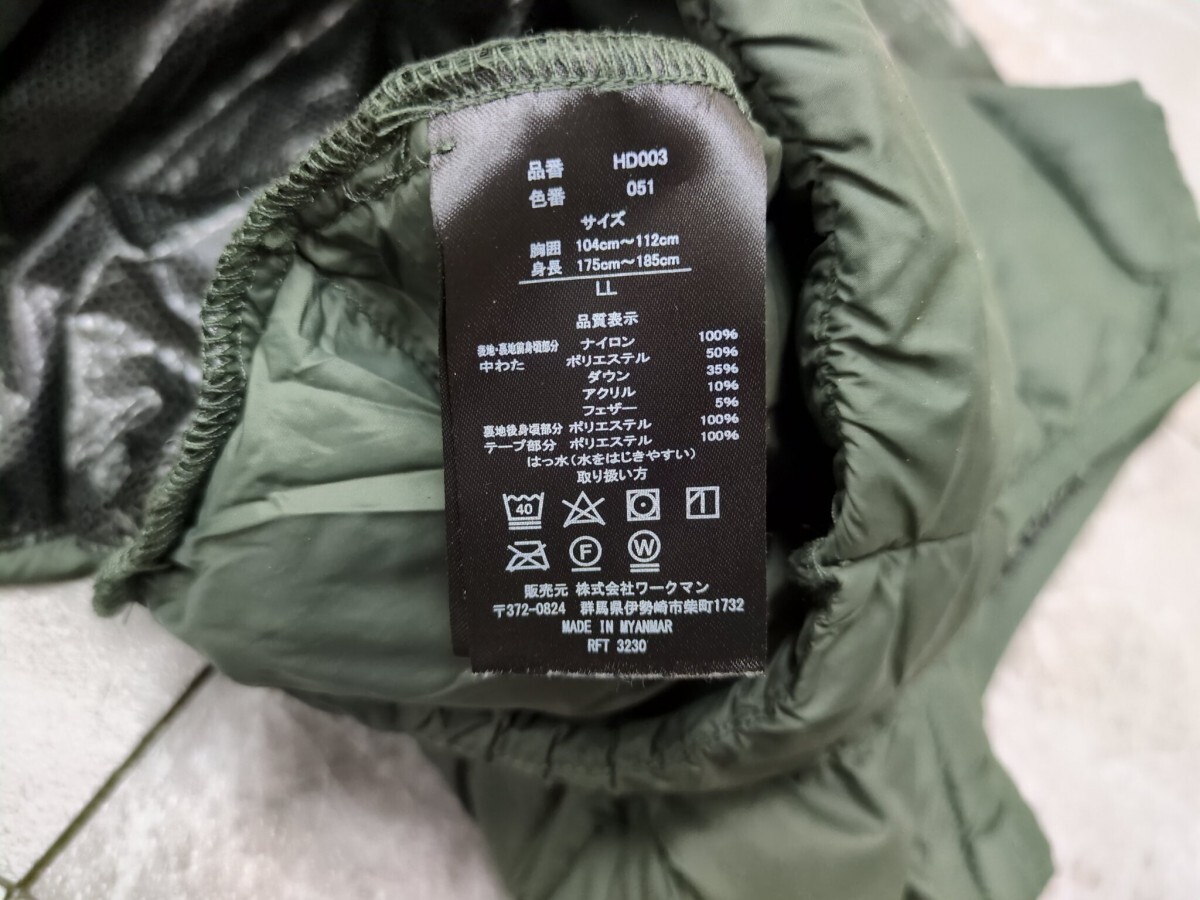 品番 HD003
色番 051
サイズ
胸囲 104cm～112cm
身長 175cm～185cm
LL
品質表示
表地・裏地前身頃部分 ナイロン 100%
中わた ポリエステル 50%
ダウン 35%
アクリル 10%
フェザー 5%
裏地後身頃部分 ポリエステル 100%
テープ部分 ポリエステル 100%
はっ水(水をはじきやすい)
取り扱い方
40
F W
販売元 株式会社ワークマン
〒372-0824 群馬県伊勢崎市柴町1732
MADE IN MYANMAR
RFT 3230